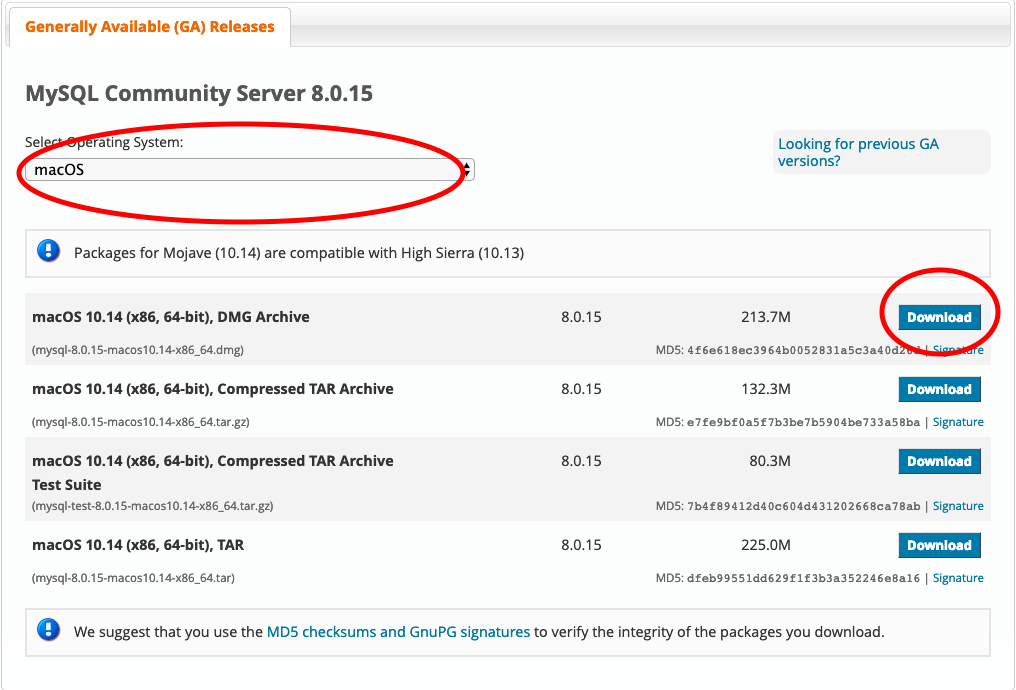 Generally Available (GA) Releases
MySQL Community Server 8.0.15
Select Operating System:
macOS
Looking for previous GA
versions?
Packages for Mojave (10.14) are compatible with High Sierra (10.13)
macOS 10.14 (x86, 64-bit), DMG Archive 8.0.15 213.7M Download
(mysql-8.0.15-macos10.14-x86_64.dmg) MD5: | Signature
macOS 10.14 (x86, 64-bit), Compressed TAR Archive 8.0.15 132.3M Download
(mysql-8.0.15-macos10.14-x86_64.tar.gz) MD5: e7fe9bf0a5f7b3be7b5904be733a58ba | Signature
macOS 10.14 (x86, 64-bit), Compressed TAR Archive 8.0.15 80.3M Download
Test Suite
(mysql-test-8.0.15-macos10.14-x86_64.tar.gz) MD5: 7b4f89412d40c604d431202668ca78ab | Signature
macOS 10.14 (x86, 64-bit), TAR 8.0.15 225.0M Download
(mysql-8.0.15-macos10.14-x86_64.tar) MD5: dfeb99551dd629f1f3b3a352246e8a16 | Signature
We suggest that you use the MD5 checksums and GnuPG signatures to verify the integrity of the packages you download.